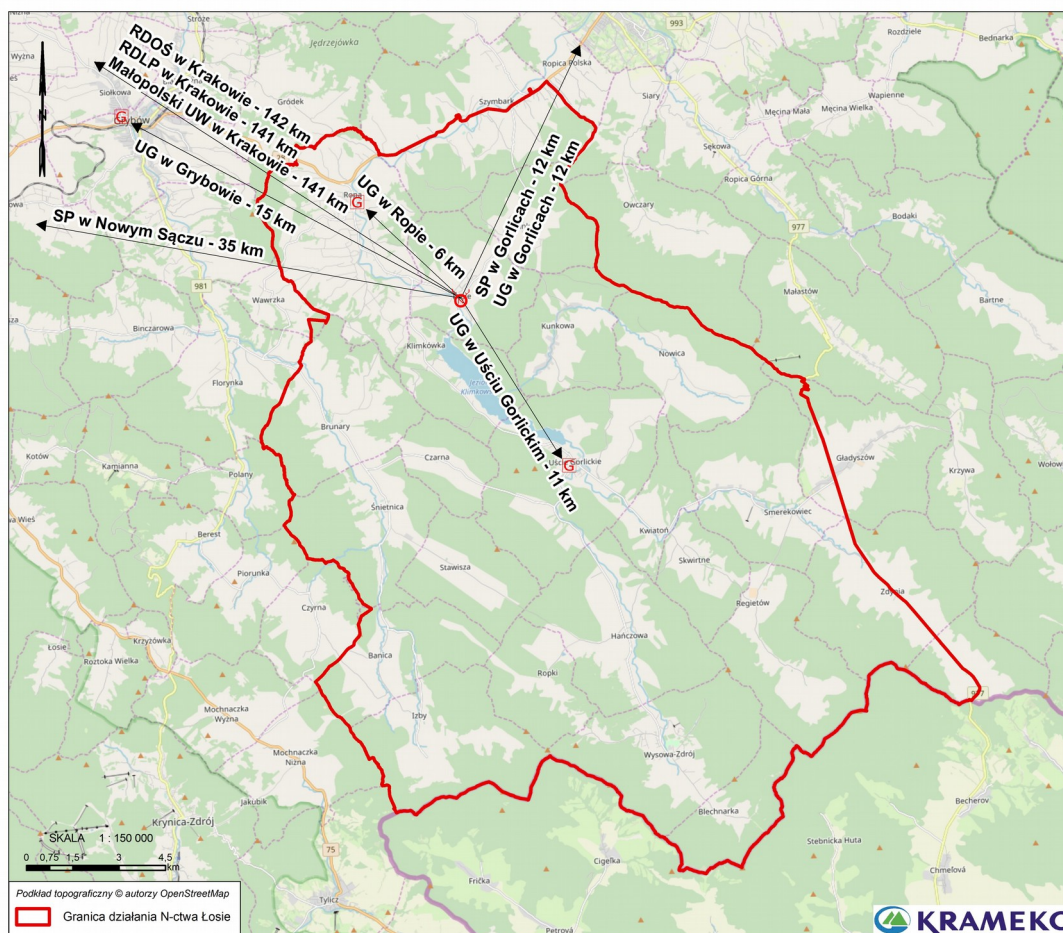 Wyżna
Stróże
Jędrzejówka
993
Rozdziele
Bednarka
Siołkowa
Gródek
Szymbark
Ropica Polska
Siary
Męcina Mała
Wapienne
Męcina Wielka
Sękowa
Ropica Górna
Bodaki
Owczary
977
Małastów
Bartne
RDOŚ w Krakowie - 142 km
RDLP w Krakowie - 141 km
Małopolski UW w Krakowie - 141 km
UG w Grybowie - 15 km
SP w Nowym Sączu - 35 km
UG w Ropie - 6 km
SP w Gorlicach - 12 km
UG w Gorlicach - 12 km
UG w Uściu Gorlickim - 11 km
G
G
Ropa
G
N
981
Wawrzka
Binczarowa
Florynka
Klimkówka
Kunkowa
Nowica
Brunary
Czarna
Uście Gorlickie
Gładyszów
Krzywa
Wołowiec
Kotów
Kamianna
Polany
Śnietnica
Kwiatoń
Smerekowiec
Skwirtne
Berest
Piorunka
Stawisza
Regietów
Zdynia
Czyrna
Hańczowa
Krzyżówka
Łosie
Roztoka Wielka
Banica
Ropki
977
Mochnaczka
Wyżna
Izby
Mochnaczka
Niżna
Wysowa-Zdrój
Jakubik
Krynica-Zdrój
Blechnarka
Becherov
Stebnícka Huta
Chmeľová
75
Tylicz
Cigeľka
Frička
Petrová
SKALA 1 : 150 000
0 0,75 1,5 3 4,5
km
Podkład topograficzny © autorzy OpenStreetMap
Granica działania N-ctwa Łosie
KRAMEKO